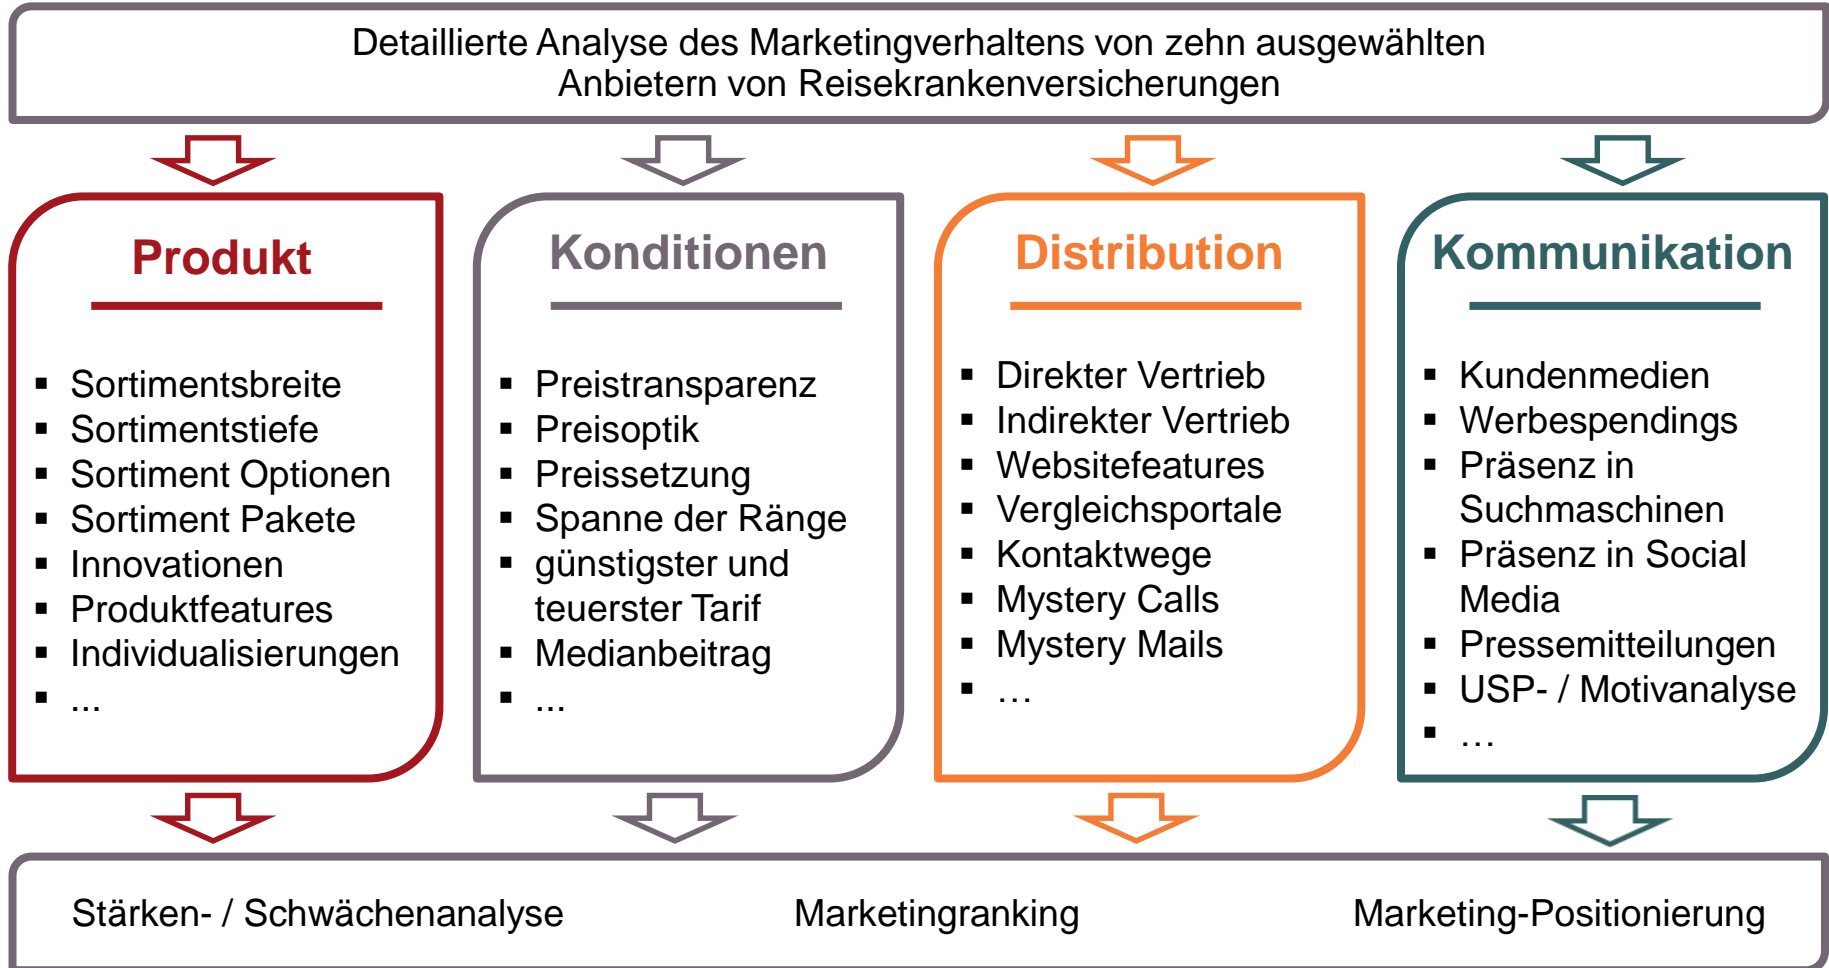 Detaillierte Analyse des Marketingverhaltens von zehn ausgewählten
Anbietern von Reisekrankenversicherungen
Produkt
▪ Sortimentsbreite
▪ Sortimentstiefe
▪ Sortiment Optionen
▪ Sortiment Pakete
▪ Innovationen
▪ Produktfeatures
▪ Individualisierungen
▪ ...
Konditionen
▪ Preistransparenz
▪ Preisoptik
▪ Preissetzung
▪ Spanne der Ränge
▪ günstigster und
teuerster Tarif
▪ Medianbeitrag
▪ ...
Distribution
▪ Direkter Vertrieb
▪ Indirekter Vertrieb
▪ Websitefeatures
▪ Vergleichsportale
▪ Kontaktwege
▪ Mystery Calls
▪ Mystery Mails
▪ …
Kommunikation
▪ Kundenmedien
▪ Werbespendings
▪ Präsenz in
Suchmaschinen
▪ Präsenz in Social
Media
▪ Pressemitteilungen
▪ USP- / Motivanalyse
▪ …
Stärken- / Schwächenanalyse
Marketingranking
Marketing-Positionierung